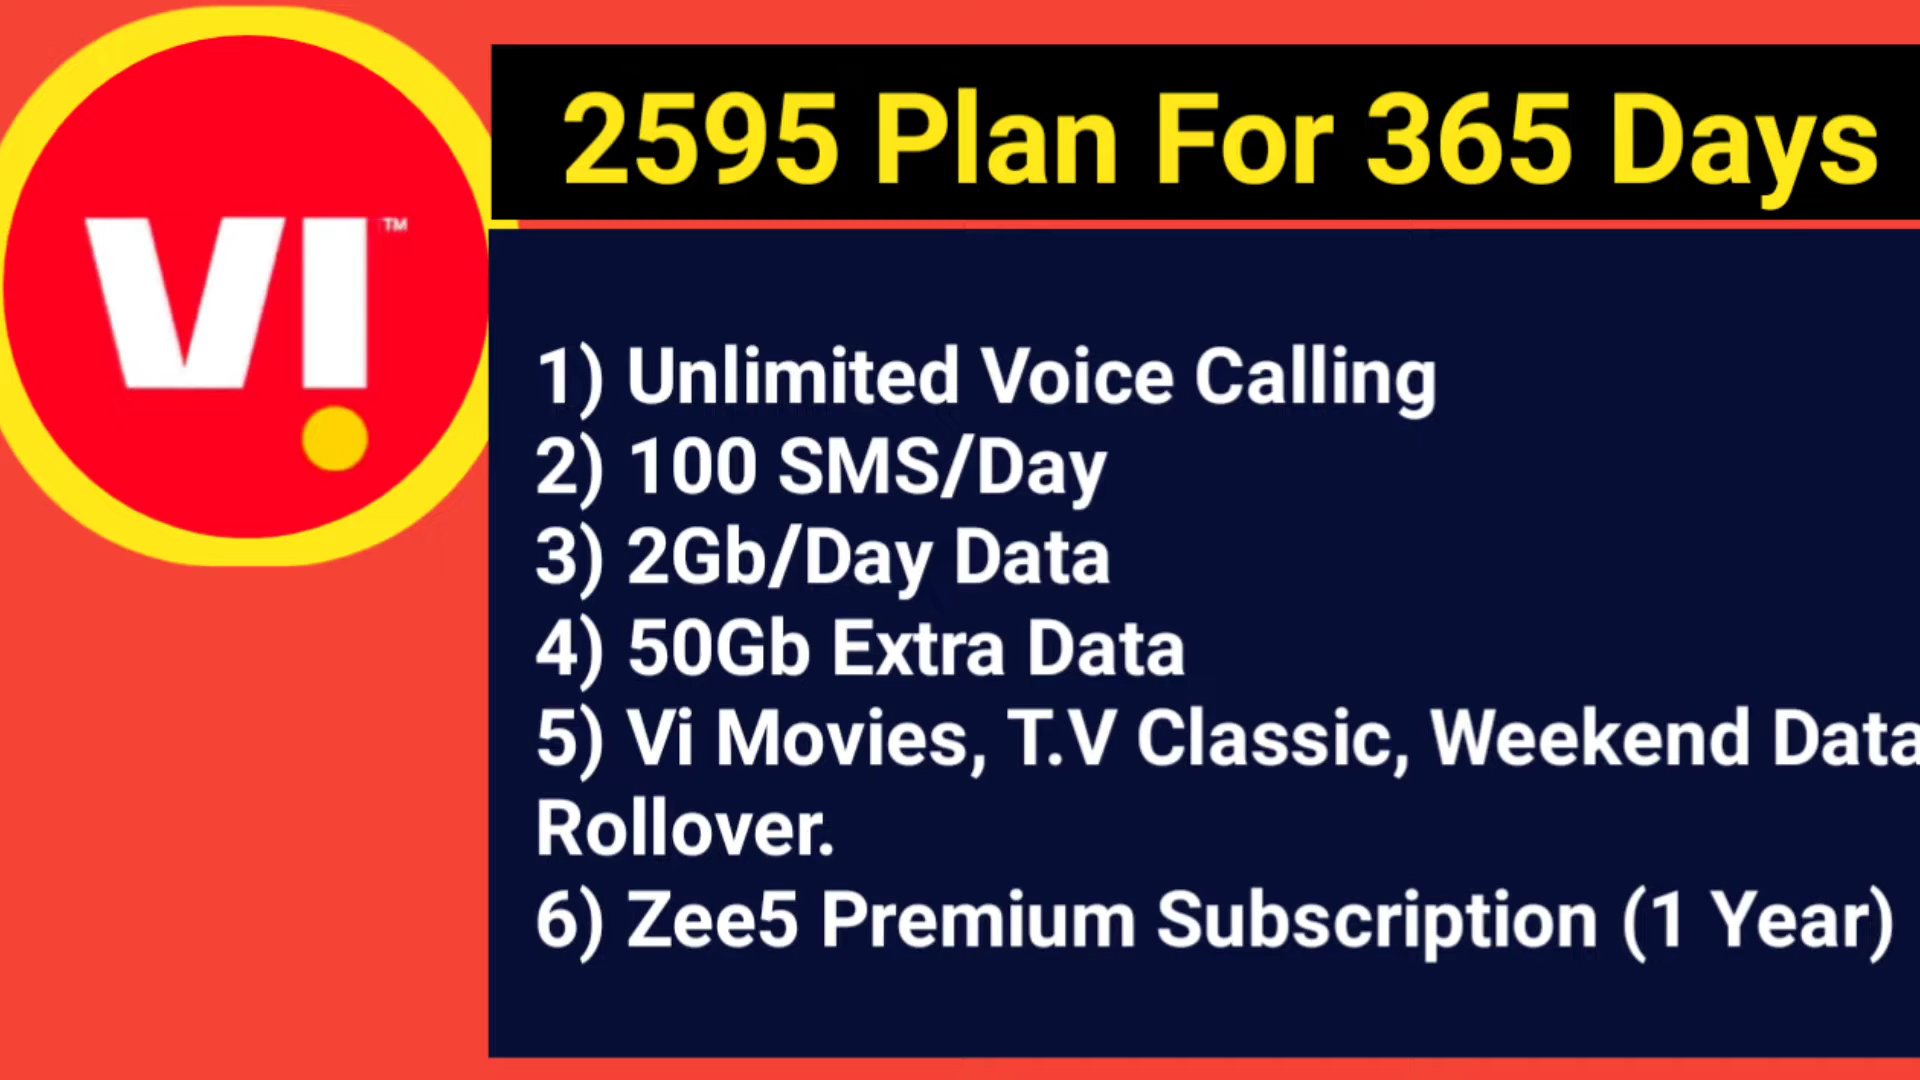 VI™
2595 Plan For 365 Days
1) Unlimited Voice Calling
2) 100 SMS/Day
3) 2Gb/Day Data
4) 50Gb Extra Data
5) Vi Movies, T.V Classic, Weekend Data
Rollover.
6) Zee5 Premium Subscription (1 Year)